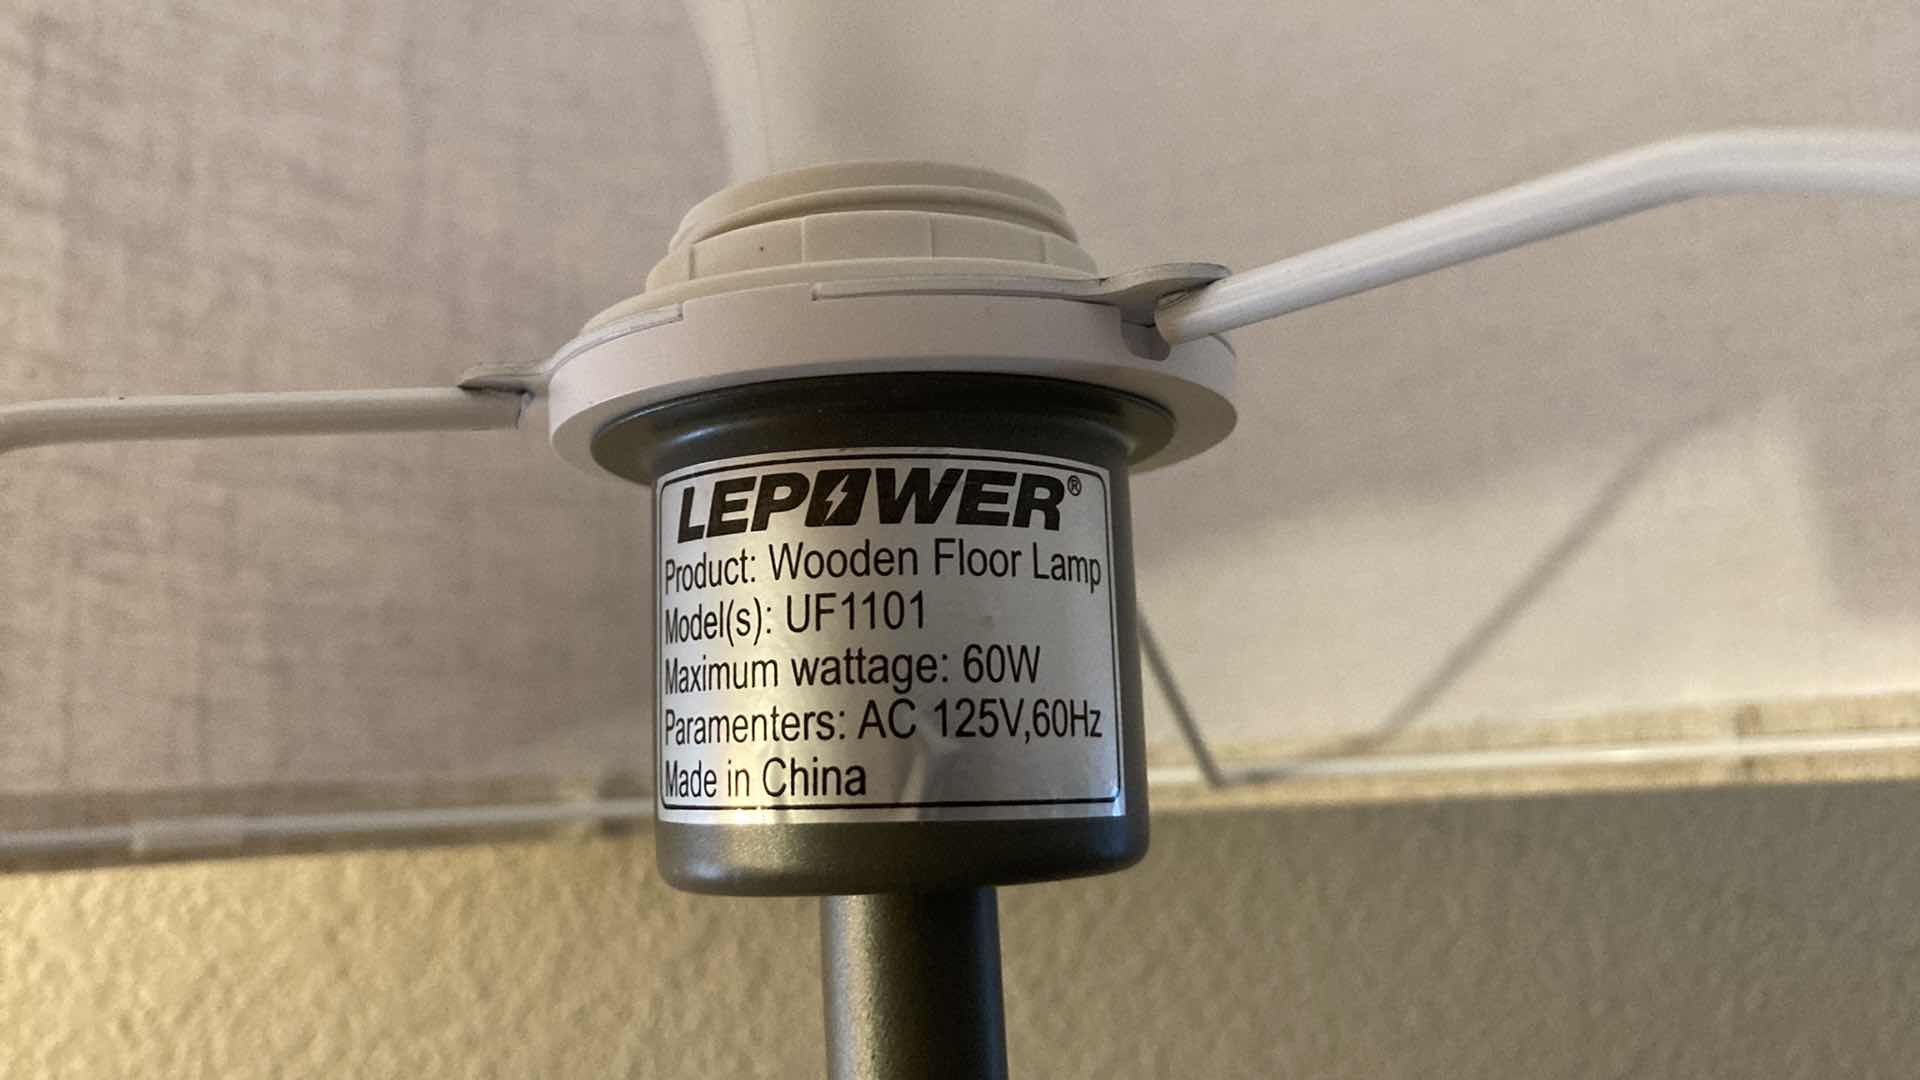 LEPOWER®
Product: Wooden Floor Lamp
Model(s): UF1101
Maximum wattage: 60W
Paramenters: AC 125V,60Hz
Made in China